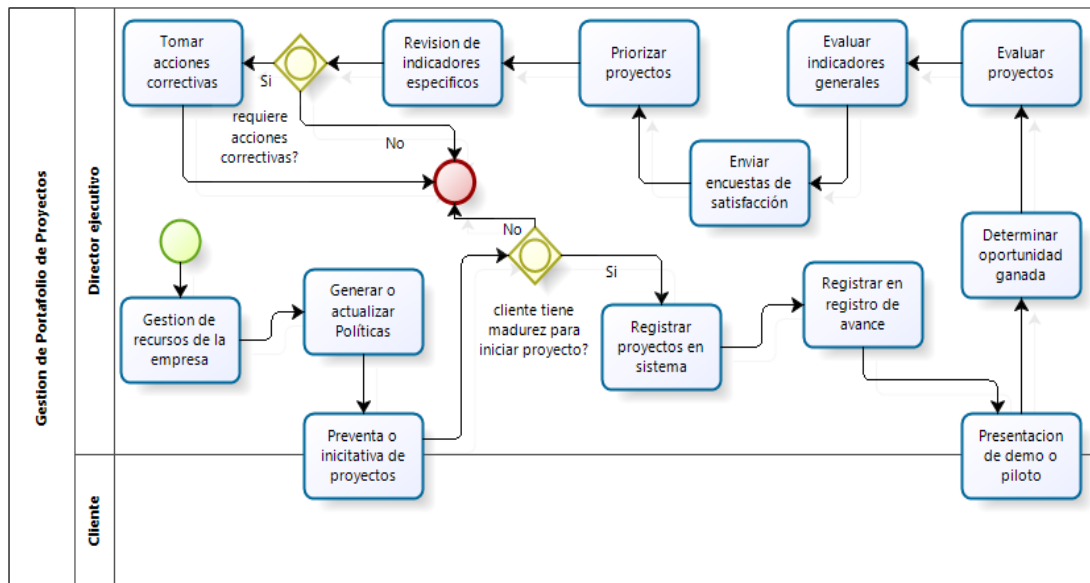 Gestion de Portafolio de Proyectos
Director ejecutivo
Cliente
Tomar
acciones
correctivas
Si
requiere
acciones
correctivas?
No
Revision de
indicadores
especificos
Priorizar
proyectos
Evaluar
indicadores
generales
Evaluar
proyectos
Enviar
encuestas de
satisfacción
Determinar
oportunidad
ganada
Gestion de
recursos de la
empresa
Generar o
actualizar
Políticas
Preventa o
inicitativa de
proyectos
No
Si
cliente tiene
madurez para
iniciar proyecto?
Registrar
proyectos en
sistema
Registrar en
registro de
avance
Presentacion
de demo o
piloto